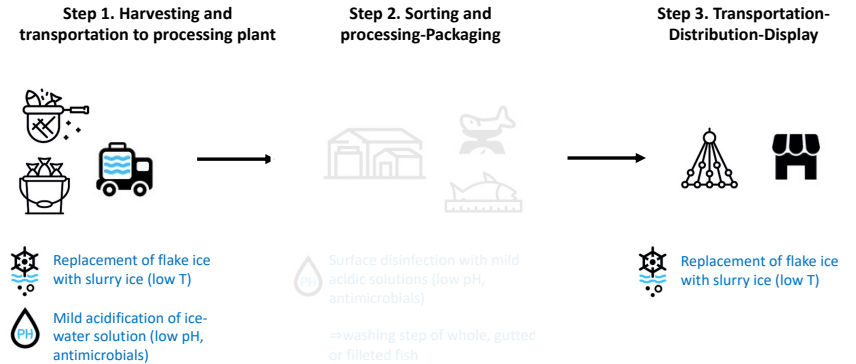 Step 1. Harvesting and
transportation to processing plant
Step 2. Sorting and
processing-Packaging
Step 3. Transportation-
Distribution-Display
Replacement of flake ice
with slurry ice (low T)
PH
Mild acidification of ice-
water solution (low pH,
antimicrobials)
PH
Surface disinfection with mild
acidic solutions (low pH,
antimicrobials)
⇒washing step of whole, gutted
or filleted fish
Replacement of flake ice
with slurry ice (low T)